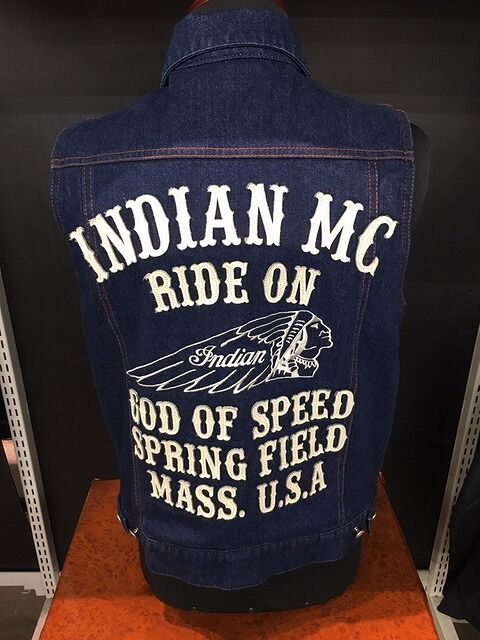 INDIAN MC
RIDE ON
Indian
GOD OF SPEED
SPRING FIELD
MASS. U.S.A